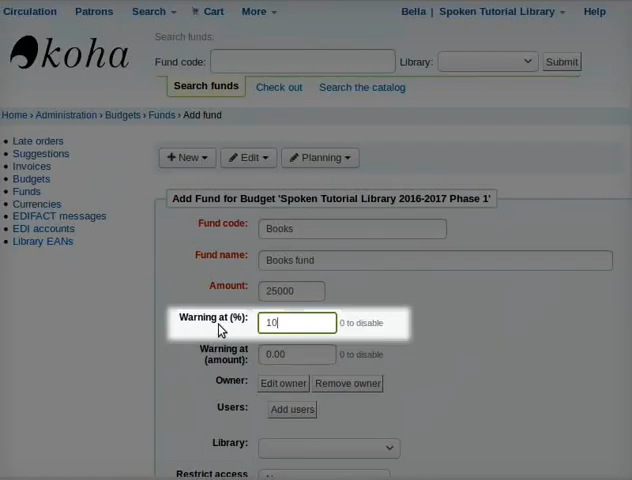 Circulation Patrons Search Cart More Bella | Spoken Tutorial Library Help
koha
Search funds:
Fund code: Library: Submit
Search funds Check out Search the catalog
Home › Administration › Budgets › Funds › Add fund
Late orders
Suggestions
Invoices
Budgets
Funds
Currencies
EDIFACT messages
EDI accounts
Library EANs
+ New Edit Planning
Add Fund for Budget 'Spoken Tutorial Library 2016-2017 Phase 1'
Fund code: Books
Fund name: Books fund
Amount: 25000
Warning at (%): 10 0 to disable
Warning at (amount): 0.00 0 to disable
Owner: Edit owner Remove owner
Users: Add users
Library:
Restrict access